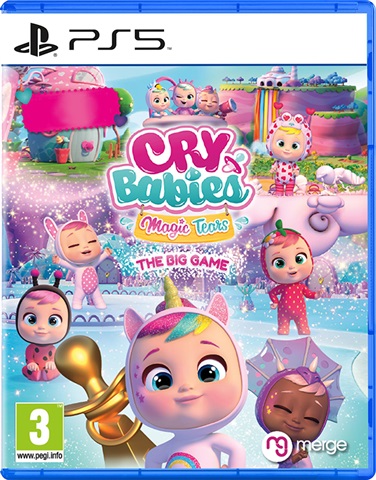 PS5
CRY
Babies
Magic Tears
THE BIG GAME
3
www.pegi.info
merge